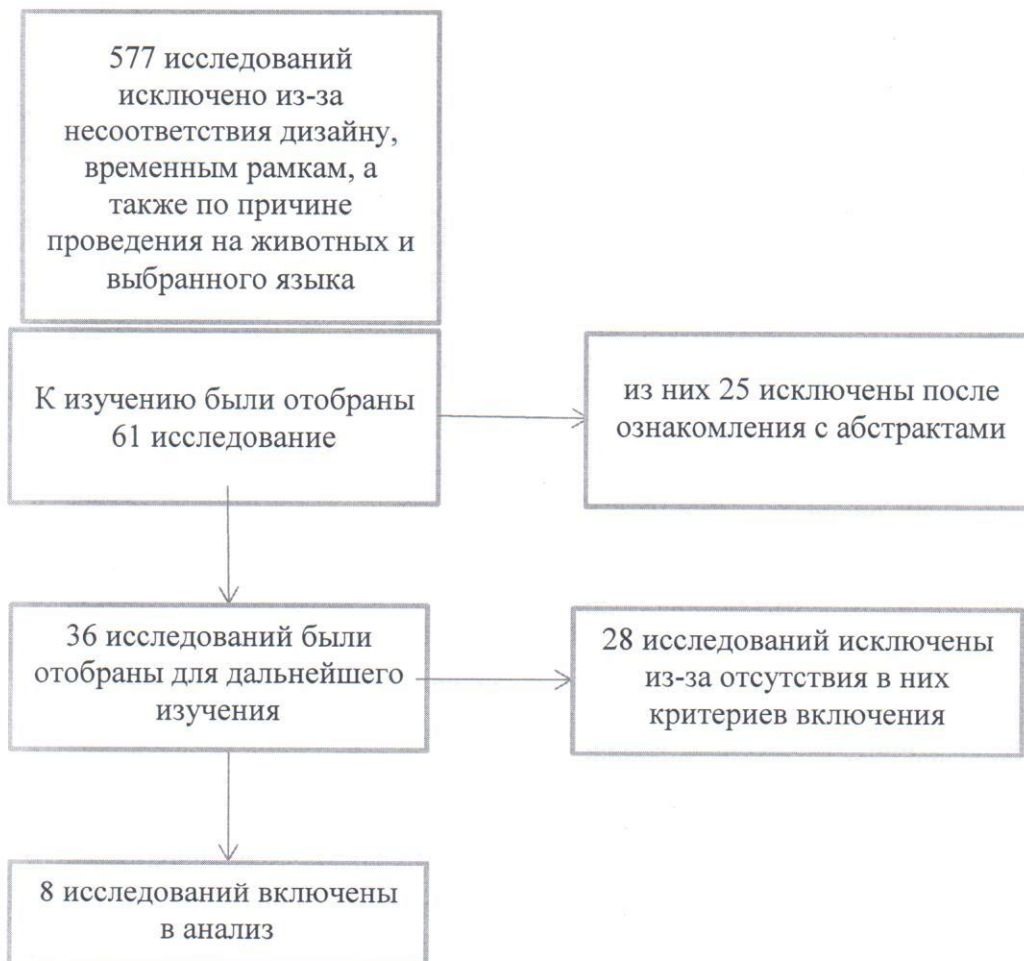 577 исследований
исключено из-за
несоответствия дизайну,
временным рамкам, а
также по причине
проведения на животных и
выбранного языка
К изучению были отобраны
61 исследование
из них 25 исключены после
ознакомления с абстрактами
36 исследований были
отобраны для дальнейшего
изучения
28 исследований исключены
из-за отсутствия в них
критериев включения
8 исследований включены
в анализ